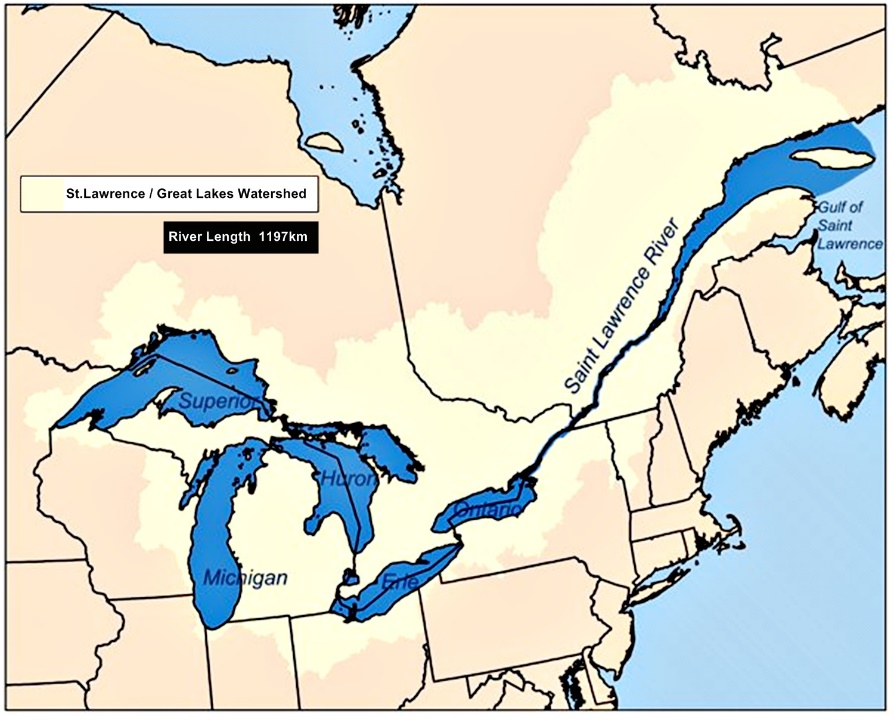 St.Lawrence / Great Lakes Watershed
River Length 1197km
Gulf of
Saint
Lawrence
Saint Lawrence River
Superior
Huron
Ontario
Michigan
Erie